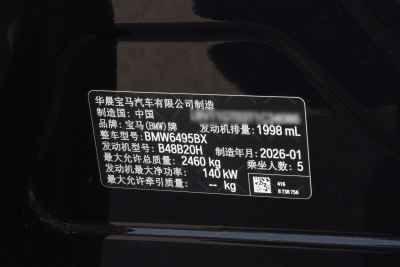 华晨宝马汽车有限公司制造
制造国：中国
品牌：宝马(BMW)牌 发动机排量：1998 mL
整车型号：BMW6495BX
发动机型号：B48B20H 制造年月：2026-01
最大允许总质量：2460 kg 乘坐人数：5
发动机最大净功率：140 kW
最大允许牵引质量：-- kg
416
9 738 756